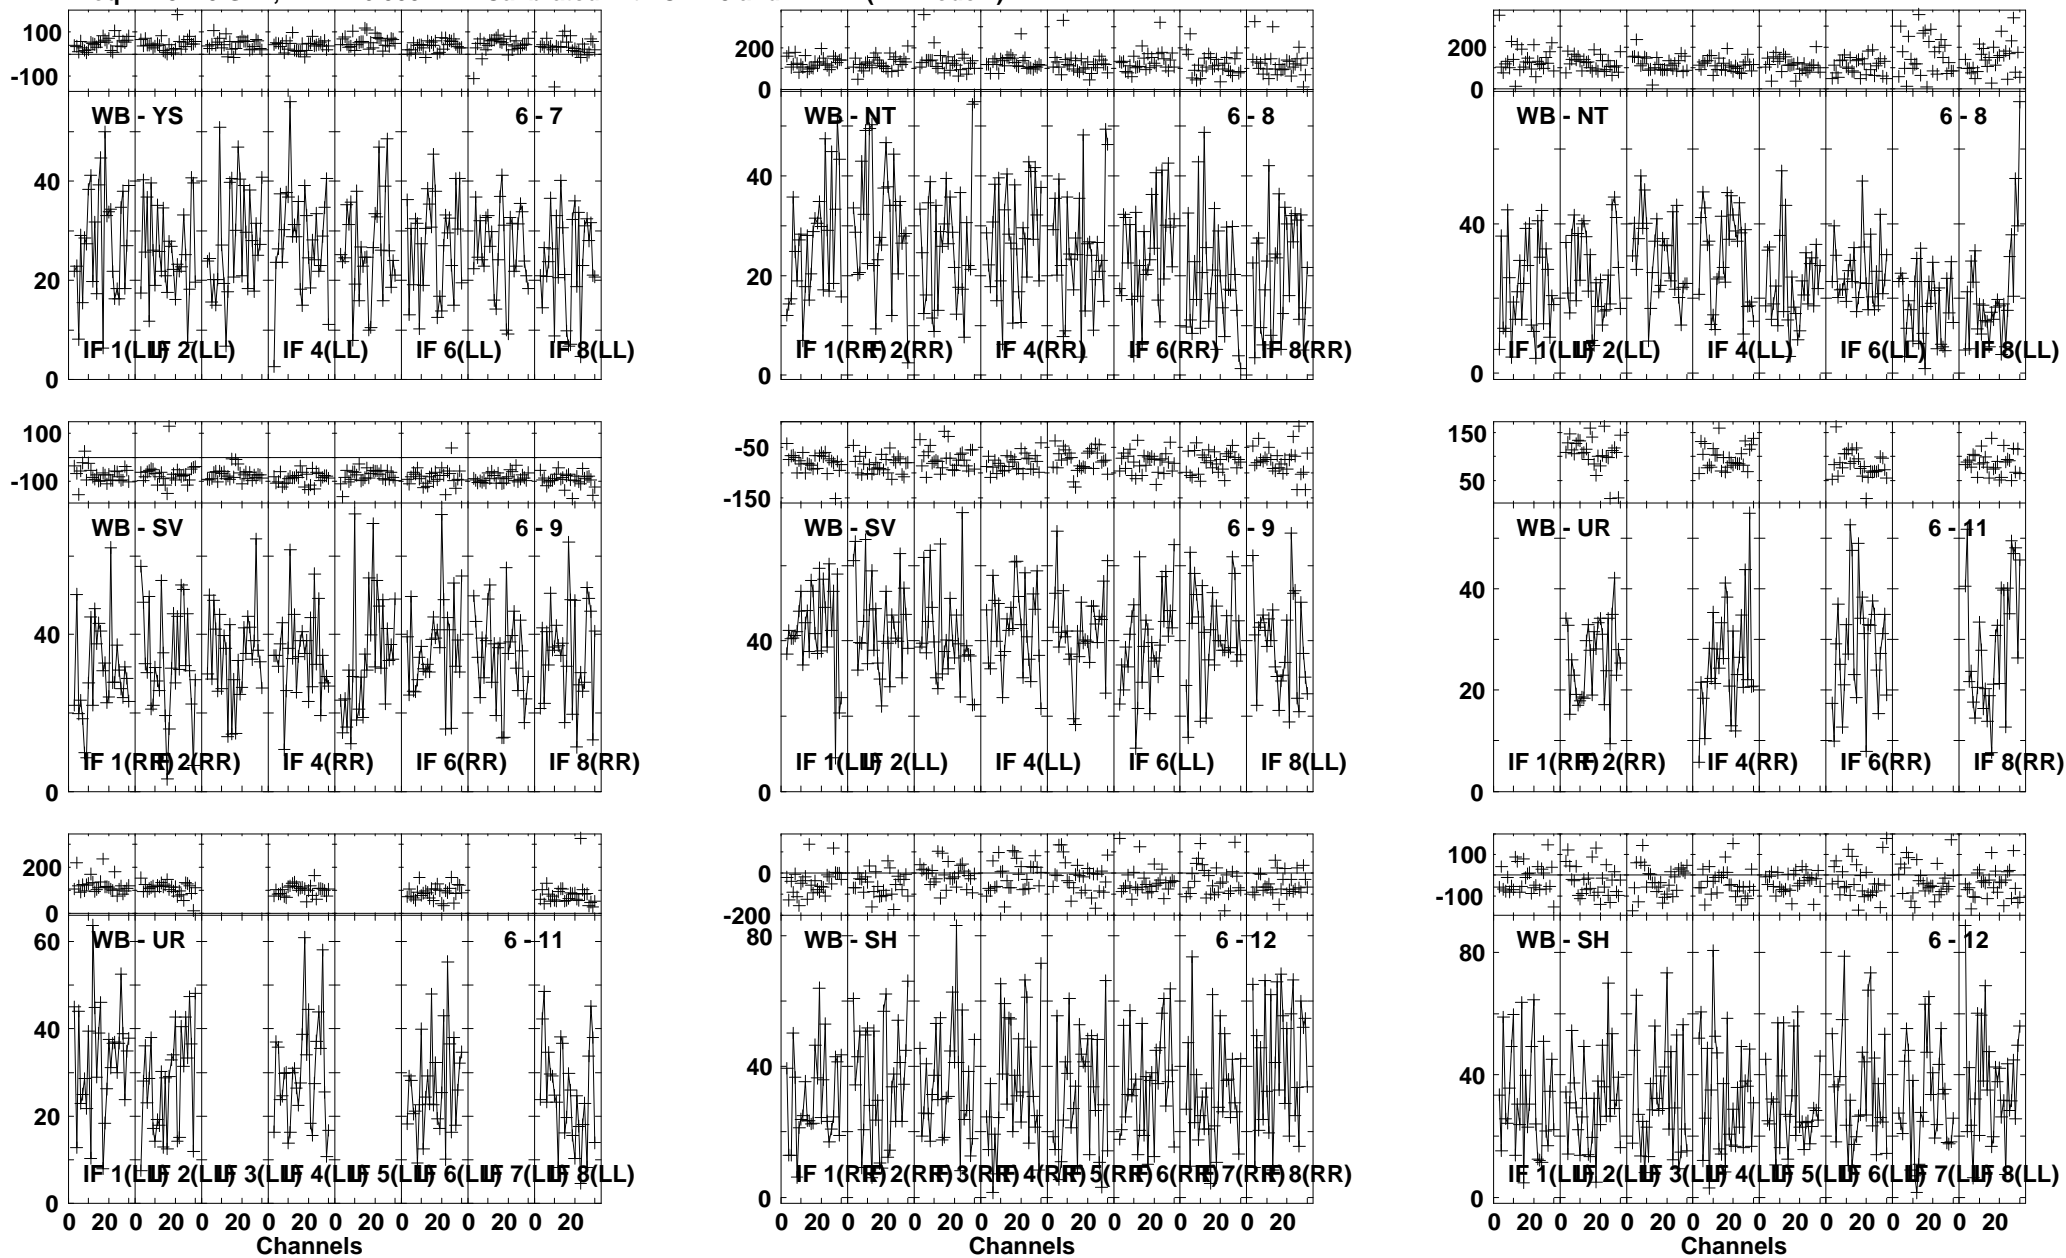 100
-100
WB - YS 6 - 7
40
20
0
IF 1(LL) IF 2(LL) IF 4(LL) IF 6(LL) IF 8(LL)
200
0
WB - NT 6 - 8
40
20
0
IF 1(RR) IF 2(RR) IF 4(RR) IF 6(RR) IF 8(RR)
200
0
WB - NT 6 - 8
40
0
IF 1(LL) IF 2(LL) IF 4(LL) IF 6(LL) IF 8(LL)
100
-100
WB - SV 6 - 9
40
0
IF 1(RR) IF 2(RR) IF 4(RR) IF 6(RR) IF 8(RR)
-50
-150
WB - SV 6 - 9
40
0
IF 1(LL) IF 2(LL) IF 4(LL) IF 6(LL) IF 8(LL)
150
50
WB - UR 6 - 11
40
20
0
IF 1(RR) IF 2(RR) IF 4(RR) IF 6(RR) IF 8(RR)
200
0
WB - UR 6 - 11
60
40
20
0
IF 1(LL) IF 2(LL) IF 3(LL) IF 4(LL) IF 5(LL) IF 6(LL) IF 7(LL) IF 8(LL)
0 20 0 20 0 20 0 20 0 20 0 20 0 20 0 20
Channels
0
-200
WB - SH 6 - 12
80
40
0
IF 1(RR) IF 2(RR) IF 3(RR) IF 4(RR) IF 5(RR) IF 6(RR) IF 7(RR) IF 8(RR)
0 20 0 20 0 20 0 20 0 20 0 20 0 20 0 20
Channels
100
-100
WB - SH 6 - 12
80
40
0
IF 1(LL) IF 2(LL) IF 3(LL) IF 4(LL) IF 5(LL) IF 6(LL) IF 7(LL) IF 8(LL)
0 20 0 20 0 20 0 20 0 20 0 20 0 20 0 20
Channels